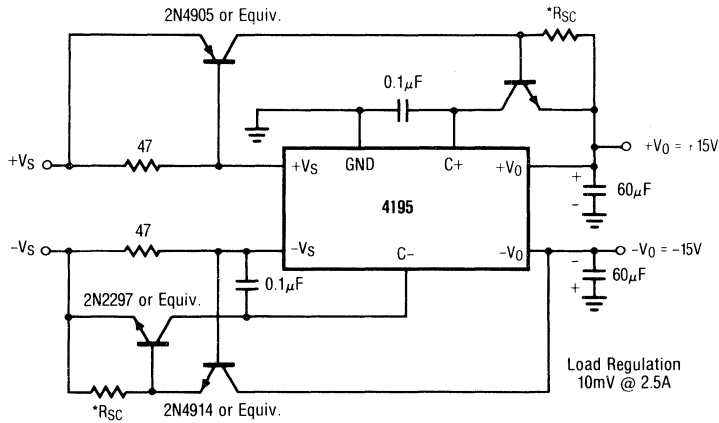 2N4905 or Equiv.
*RSC
0.1μF
47
+VS
+VS
GND
C+
+VO
+VO = +15V
+
-
60μF
4195
47
-VS
-VS
C-
-VO
-VO = -15V
-
+
60μF
0.1μF
2N2297 or Equiv.
*RSC
2N4914 or Equiv.
Load Regulation
10mV @ 2.5A